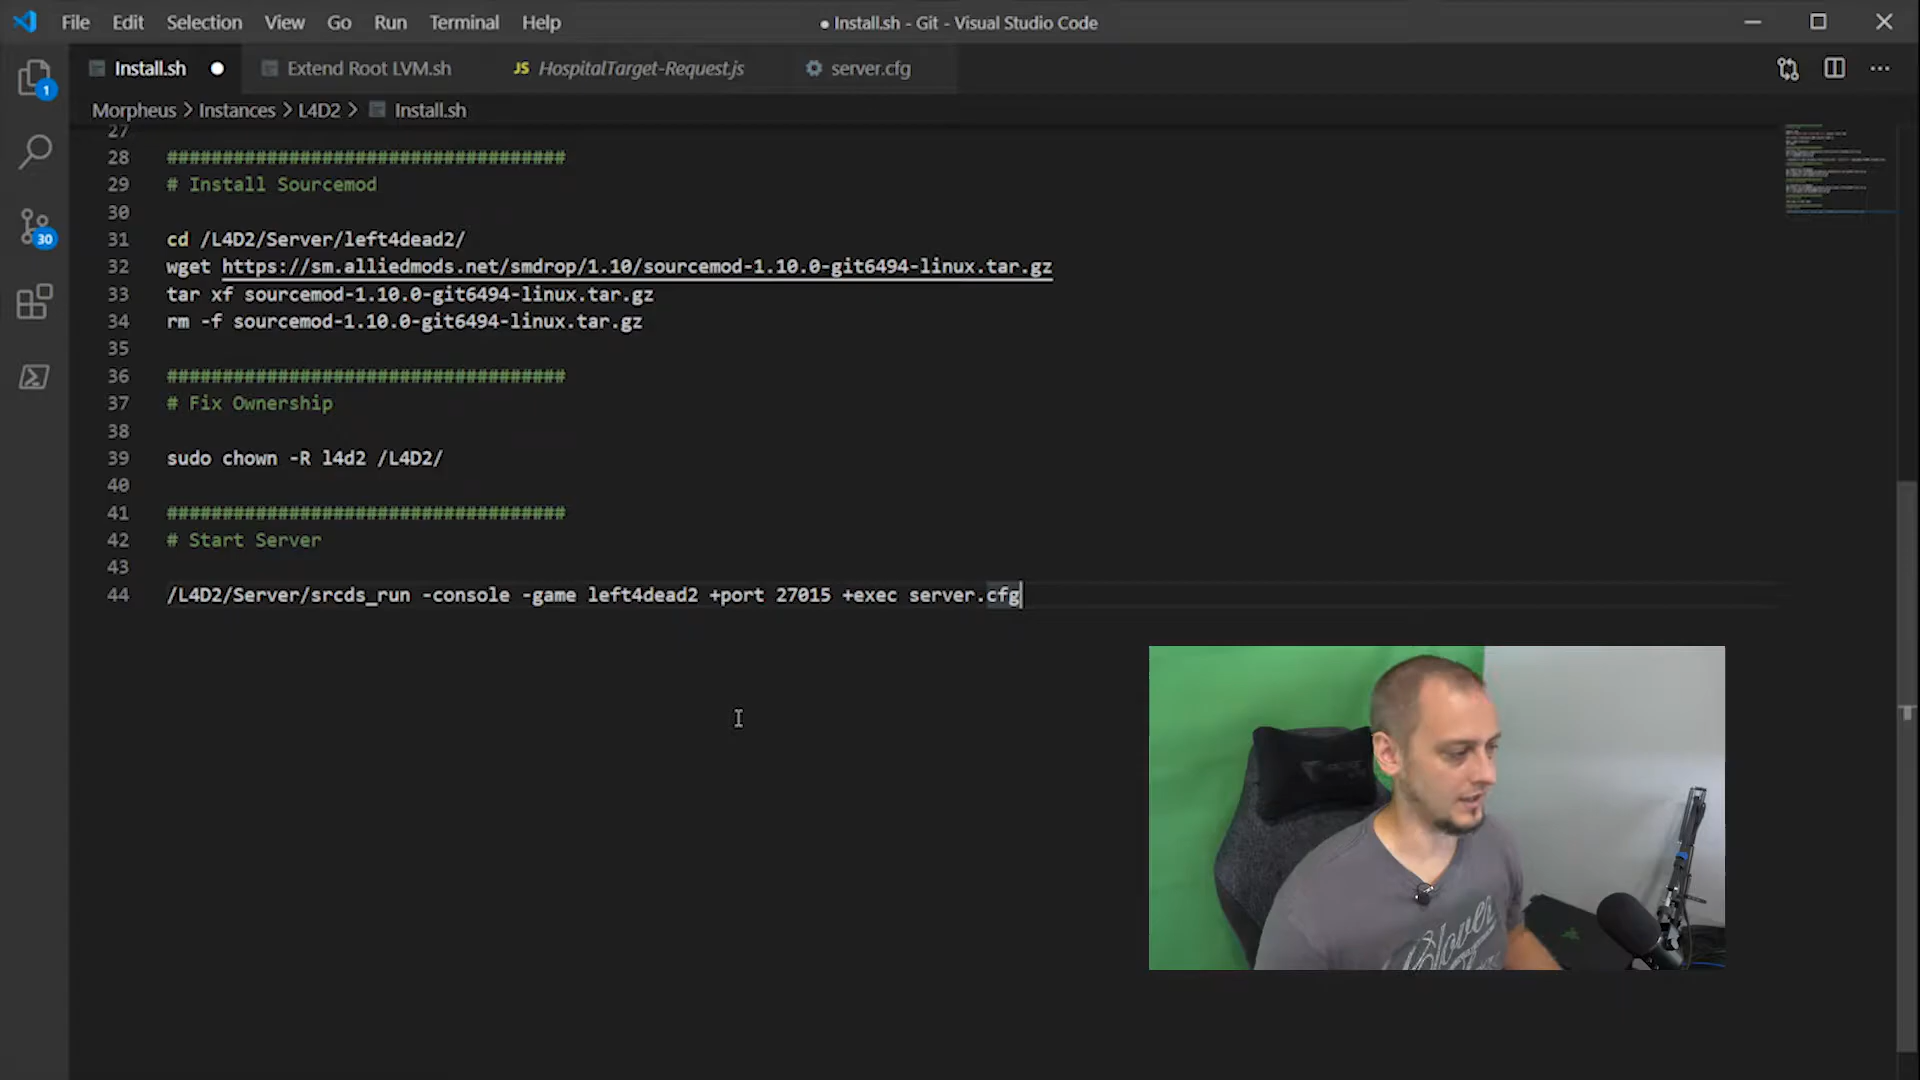 File Edit Selection View Go Run Terminal Help
● Install.sh - Git - Visual Studio Code
Install.sh
Extend Root LVM.sh
JS HospitalTarget-Request.js
server.cfg
1
30
Morpheus > Instances > L4D2 > Install.sh
27
28 ####################################
29 # Install Sourcemod
30
31 cd /L4D2/Server/left4dead2/
32 wget https://sm.alliedmods.net/smdrop/1.10/sourcemod-1.10.0-git6494-linux.tar.gz
33 tar xf sourcemod-1.10.0-git6494-linux.tar.gz
34 rm -f sourcemod-1.10.0-git6494-linux.tar.gz
35
36 ####################################
37 # Fix Ownership
38
39 sudo chown -R l4d2 /L4D2/
40
41 ####################################
42 # Start Server
43
44 /L4D2/Server/srcds_run -console -game left4dead2 +port 27015 +exec server.cfg